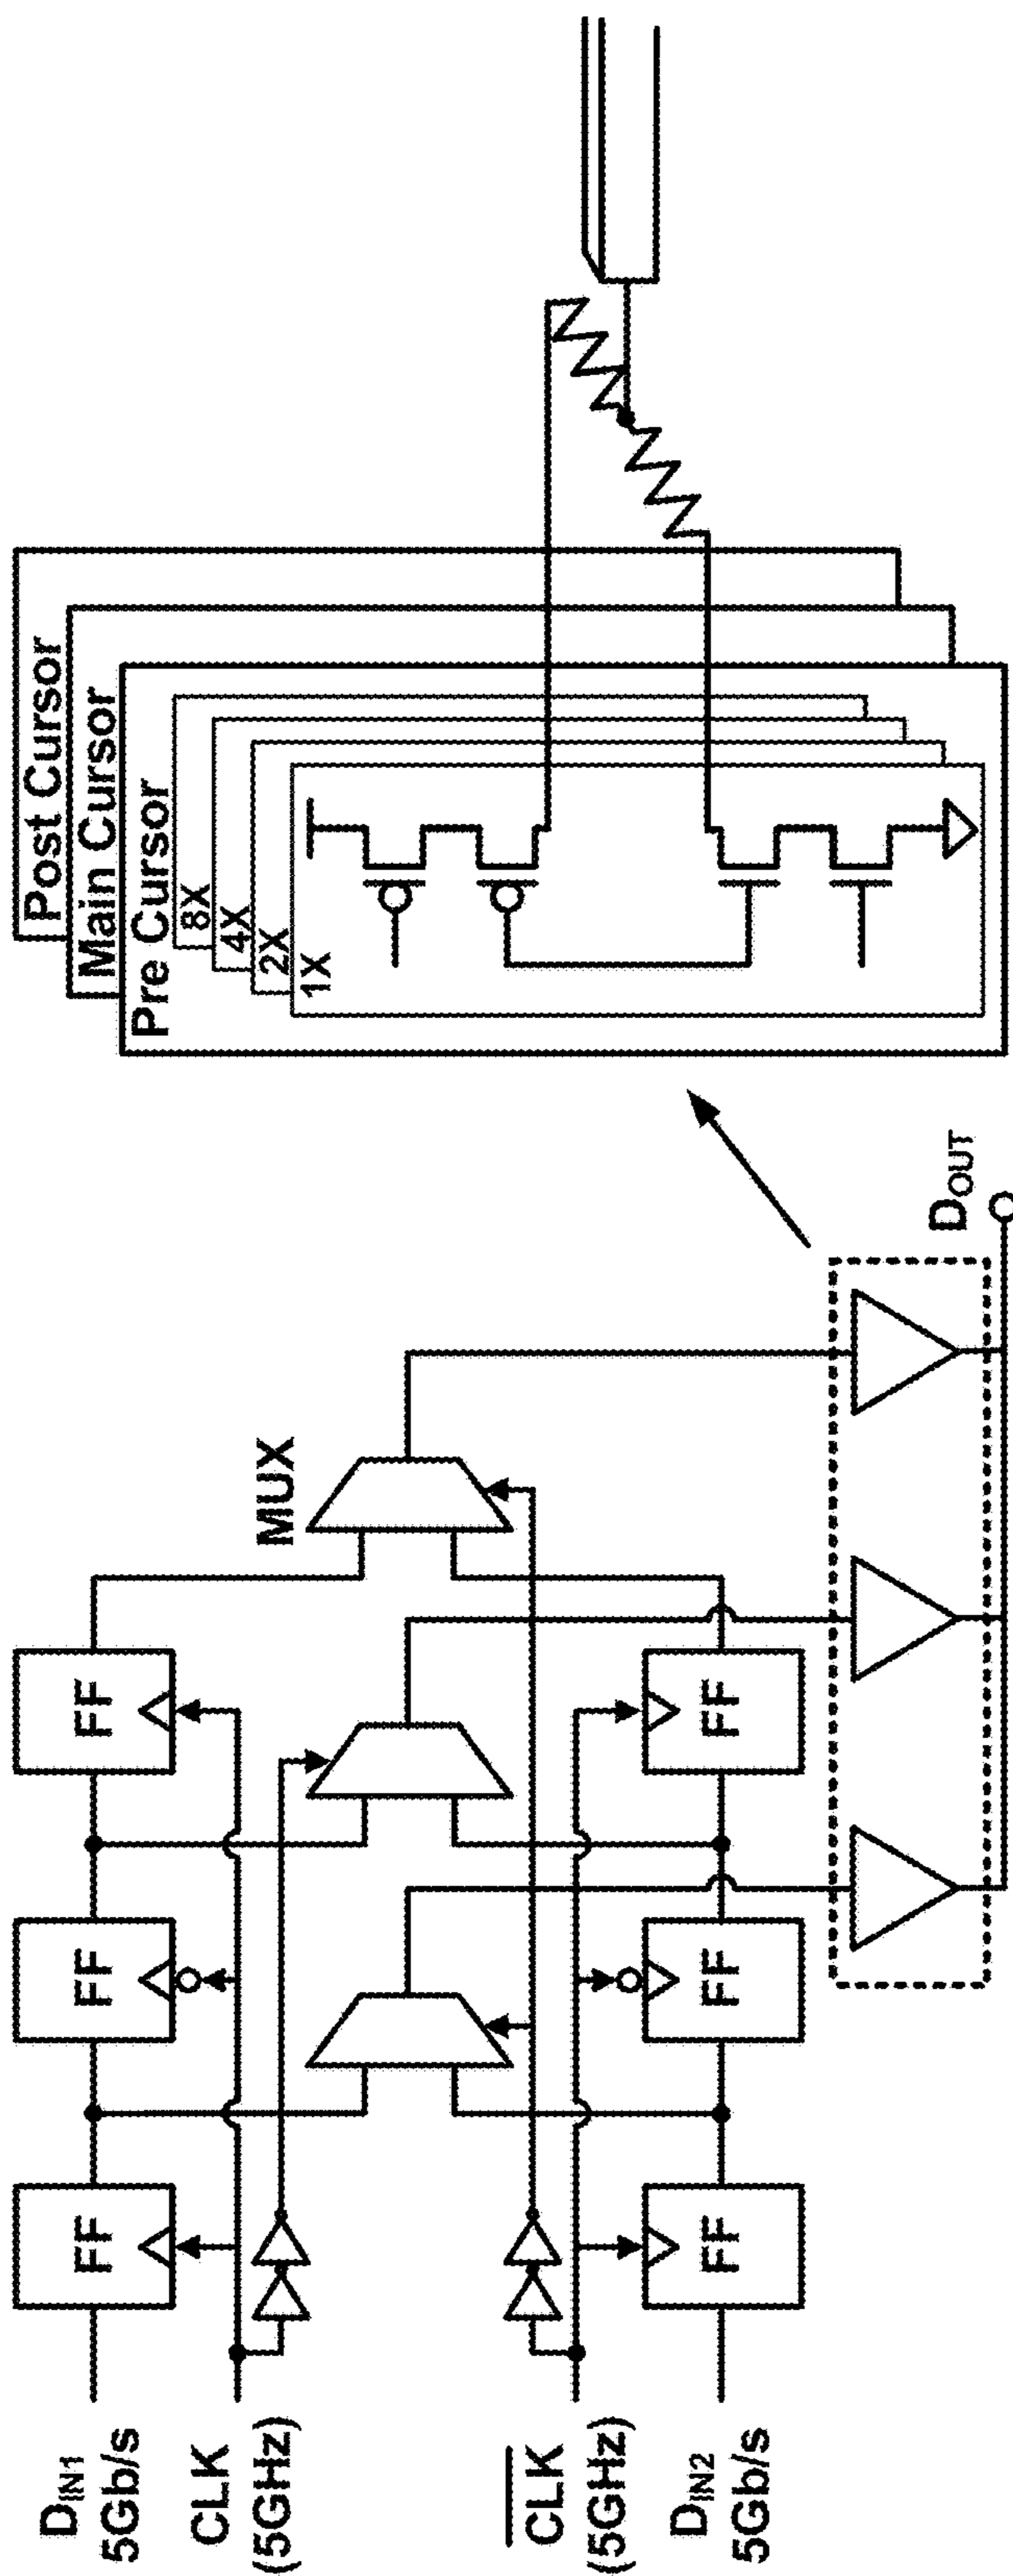 D_IN1
5Gb/s
CLK
(5GHz)
CLK
(5GHz)
D_IN2
5Gb/s
FF
FF
FF
FF
FF
FF
MUX
D_OUT
Post Cursor
Main Cursor
Pre Cursor
8X
4X
2X
1X